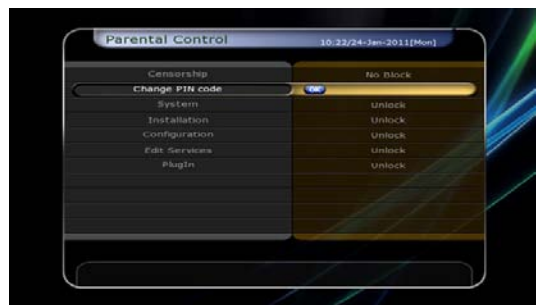 Parental Control 10:22/24-Jan-2011[Mon]
Censorship No Block
Change PIN code OK
System Unlock
Installation Unlock
Configuration Unlock
Edit Services Unlock
PlugIn Unlock